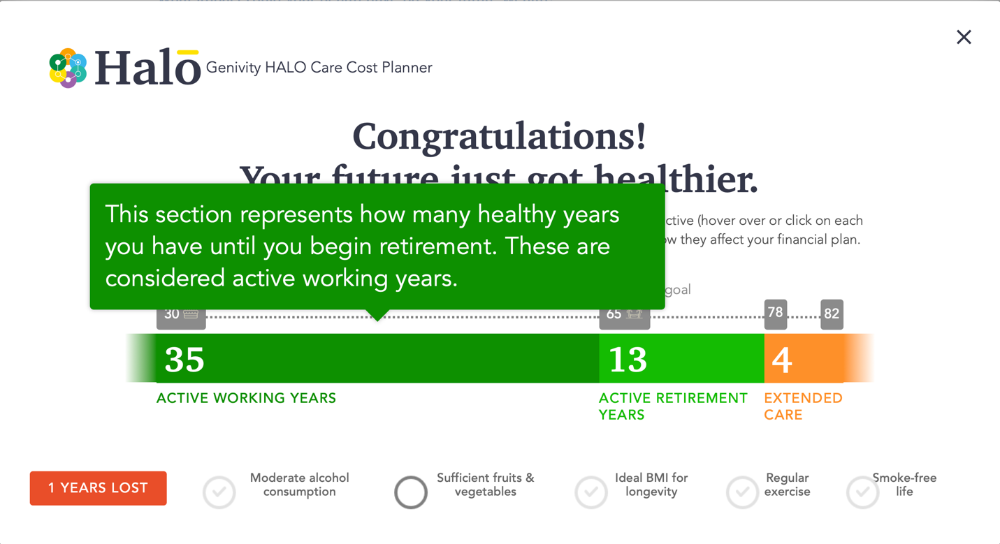 Halō Genivity HALO Care Cost Planner
Congratulations!
Your future just got healthier.
This section represents how many healthy years
you have until you begin retirement. These are
considered active working years.
ctive (hover over or click on each
ow they affect your financial plan.
goal
30 65 78 82
35 13 4
ACTIVE WORKING YEARS
ACTIVE RETIREMENT
YEARS
EXTENDED
CARE
1 YEARS LOST
Moderate alcohol
consumption
Sufficient fruits &
vegetables
Ideal BMI for
longevity
Regular
exercise
Smoke-free
life